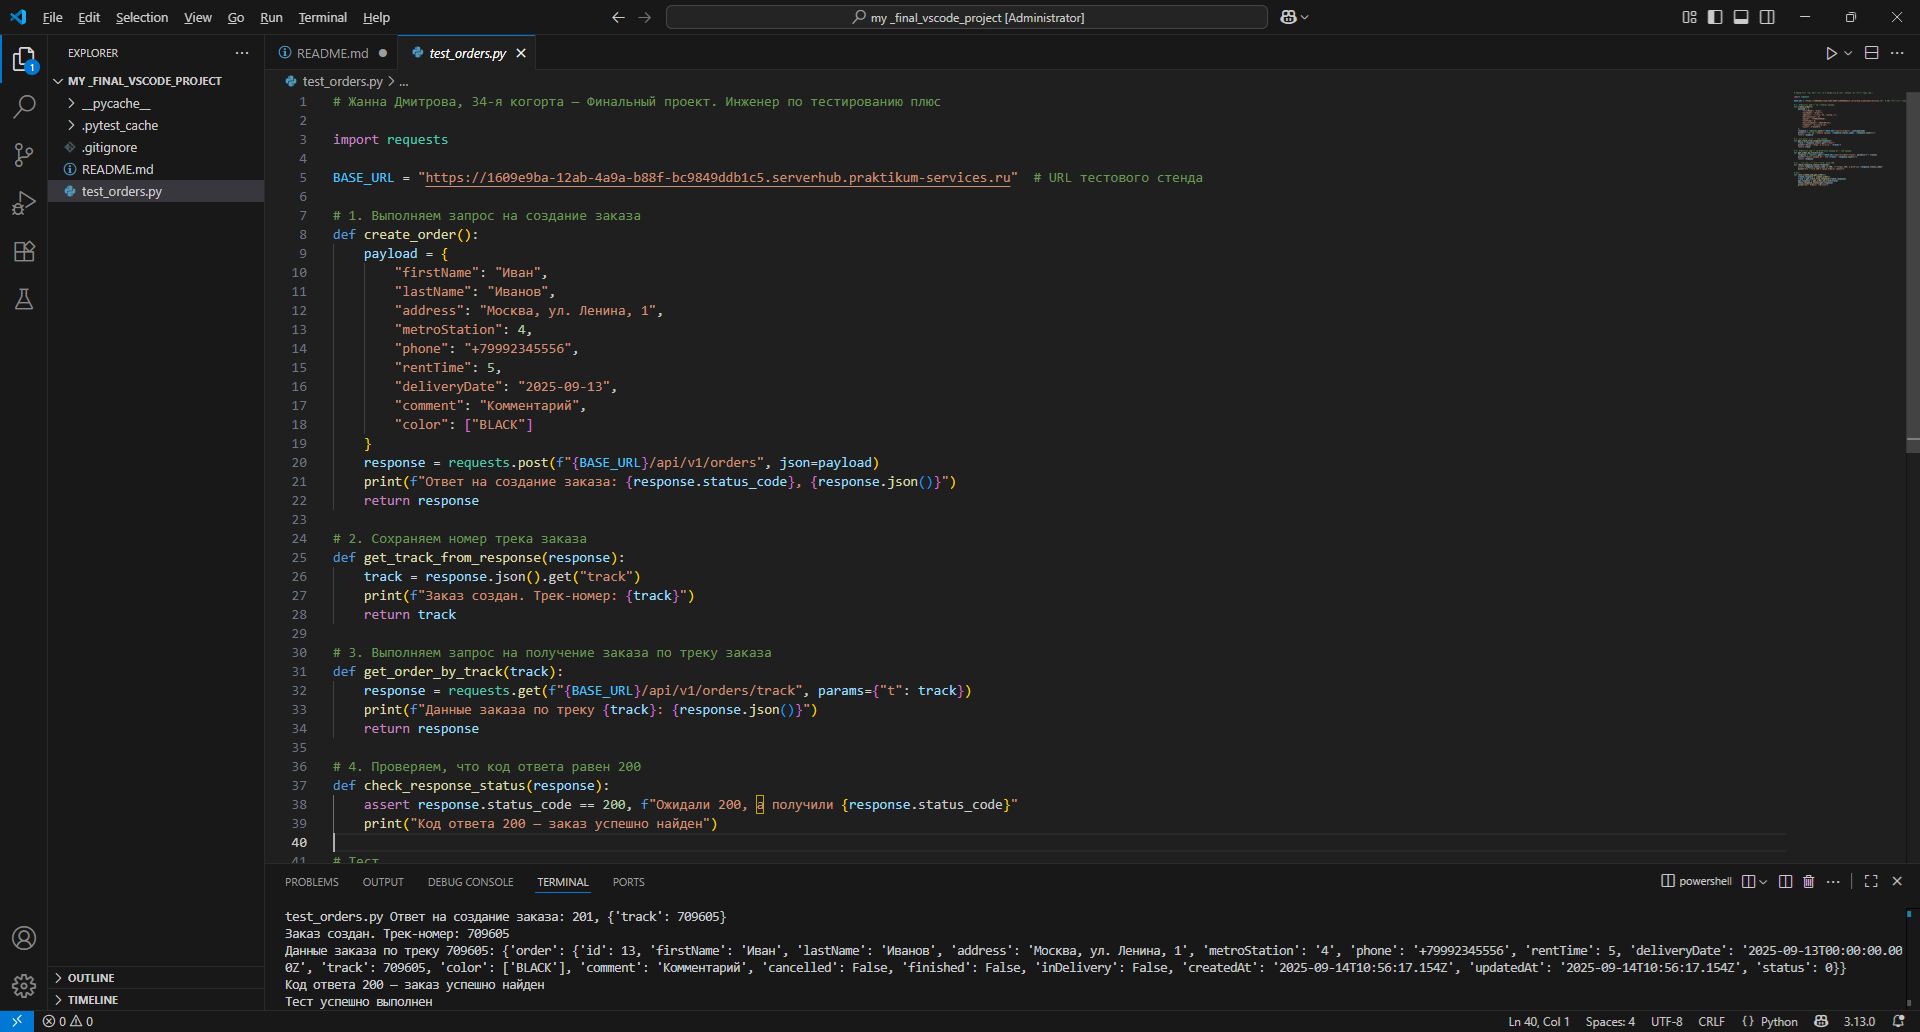 File Edit Selection View Go Run Terminal Help
my _final_vscode_project [Administrator]
EXPLORER
README.md
test_orders.py
1
MY _FINAL_VSCODE_PROJECT
__pycache__
.pytest_cache
.gitignore
README.md
test_orders.py
test_orders.py > ...
1 # Жанна Дмитрова, 34-я когорта — Финальный проект. Инженер по тестированию плюс
2
3 import requests
4
5 BASE_URL = "https://1609e9ba-12ab-4a9a-b88f-bc9849ddb1c5.serverhub.praktikum-services.ru"  # URL тестового стенда
6
7 # 1. Выполняем запрос на создание заказа
8 def create_order():
9     payload = {
10         "firstName": "Иван",
11         "lastName": "Иванов",
12         "address": "Москва, ул. Ленина, 1",
13         "metroStation": 4,
14         "phone": "+79992345556",
15         "rentTime": 5,
16         "deliveryDate": "2025-09-13",
17         "comment": "Комментарий",
18         "color": ["BLACK"]
19     }
20     response = requests.post(f"{BASE_URL}/api/v1/orders", json=payload)
21     print(f"Ответ на создание заказа: {response.status_code}, {response.json()}")
22     return response
23
24 # 2. Сохраняем номер трека заказа
25 def get_track_from_response(response):
26     track = response.json().get("track")
27     print(f"Заказ создан. Трек-номер: {track}")
28     return track
29
30 # 3. Выполняем запрос на получение заказа по треку заказа
31 def get_order_by_track(track):
32     response = requests.get(f"{BASE_URL}/api/v1/orders/track", params={"t": track})
33     print(f"Данные заказа по треку {track}: {response.json()}")
34     return response
35
36 # 4. Проверяем, что код ответа равен 200
37 def check_response_status(response):
38     assert response.status_code == 200, f"Ожидали 200, а получили {response.status_code}"
39     print("Код ответа 200 — заказ успешно найден")
40
41 # Тест
PROBLEMS OUTPUT DEBUG CONSOLE TERMINAL PORTS
powershell
test_orders.py Ответ на создание заказа: 201, {'track': 709605}
Заказ создан. Трек-номер: 709605
Данные заказа по треку 709605: {'order': {'id': 13, 'firstName': 'Иван', 'lastName': 'Иванов', 'address': 'Москва, ул. Ленина, 1', 'metroStation': '4', 'phone': '+79992345556', 'rentTime': 5, 'deliveryDate': '2025-09-13T00:00:00.00
0Z', 'track': 709605, 'color': ['BLACK'], 'comment': 'Комментарий', 'cancelled': False, 'finished': False, 'inDelivery': False, 'createdAt': '2025-09-14T10:56:17.154Z', 'updatedAt': '2025-09-14T10:56:17.154Z', 'status': 0}}
Код ответа 200 — заказ успешно найден
Тест успешно выполнен
OUTLINE
TIMELINE
0 0
Ln 40, Col 1 Spaces: 4 UTF-8 CRLF {} Python 3.13.0